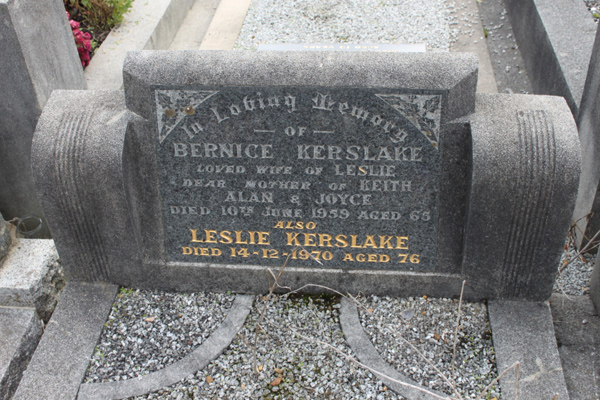 In Loving Memory
— OF —
BERNICE KERSLAKE
LOVED WIFE OF LESLIE
DEAR MOTHER OF KEITH
ALAN & JOYCE
DIED 10TH JUNE 1959 AGED 65
ALSO
LESLIE KERSLAKE
DIED 14-12-1970 AGED 76